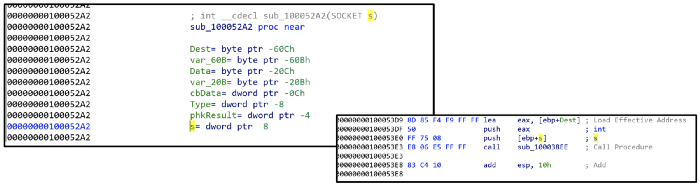 00000000100052A2
00000000100052A2 ; int __cdecl sub_100052A2(SOCKET s)
00000000100052A2 sub_100052A2 proc near
00000000100052A2
00000000100052A2 Dest= byte ptr -60Ch
00000000100052A2 var_60B= byte ptr -60Bh
00000000100052A2 Data= byte ptr -20Ch
00000000100052A2 var_20B= byte ptr -20Bh
00000000100052A2 cbData= dword ptr -0Ch
00000000100052A2 Type= dword ptr -8
00000000100052A2 phkResult= dword ptr -4
00000000100052A2 s= dword ptr 8
00000000100052A2
00000000100053D9 8D 85 F4 F9 FF FF lea eax, [ebp+Dest] ; Load Effective Address
00000000100053DF 50 push eax ; int
00000000100053E0 FF 75 08 push [ebp+s] ; s
00000000100053E3 E8 06 E5 FF FF call sub_100038EE ; Call Procedure
00000000100053E3
00000000100053E8 83 C4 10 add esp, 10h ; Add
00000000100053E8